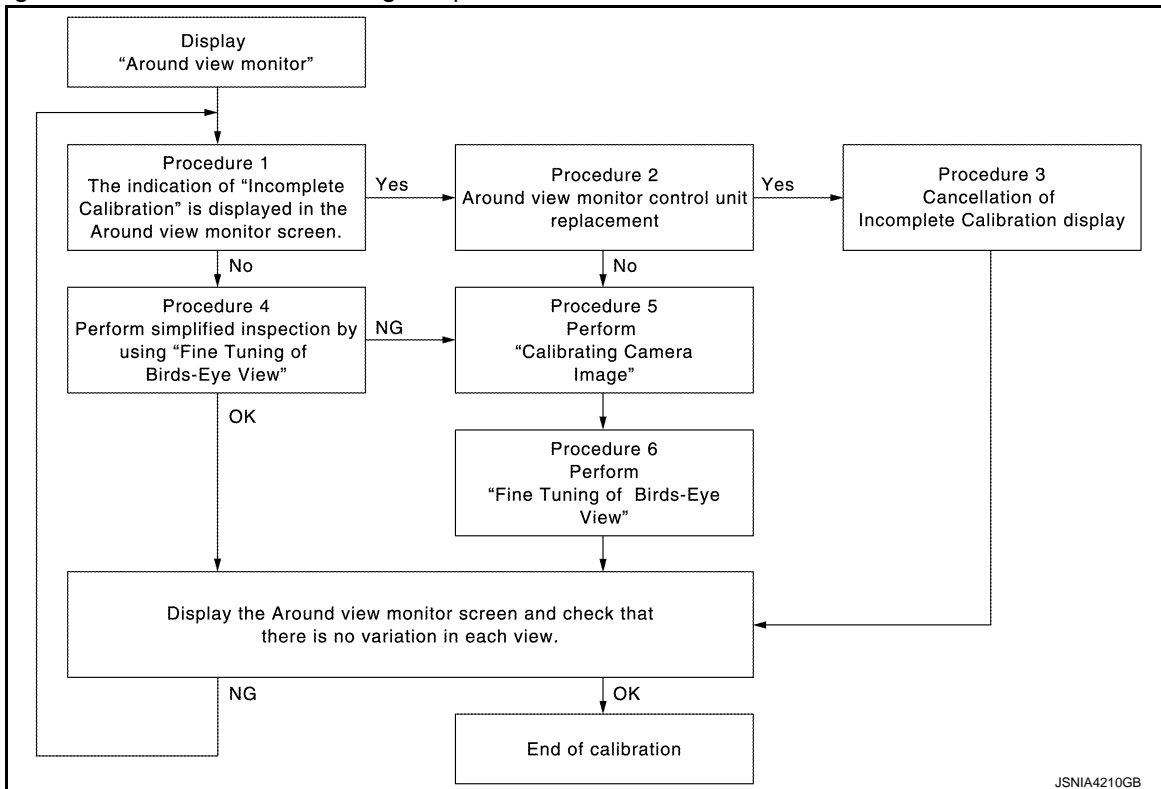 Display
“Around view monitor”
Procedure 1
The indication of “Incomplete
Calibration” is displayed in the
Around view monitor screen.
Yes
Procedure 2
Around view monitor control unit
replacement
Yes
Procedure 3
Cancellation of
Incomplete Calibration display
No
No
Procedure 4
Perform simplified inspection by
using “Fine Tuning of
Birds-Eye View”
NG
Procedure 5
Perform
“Calibrating Camera
Image”
OK
Procedure 6
Perform
“Fine Tuning of Birds-Eye
View”
Display the Around view monitor screen and check that
there is no variation in each view.
NG
OK
End of calibration
JSNIA4210GB